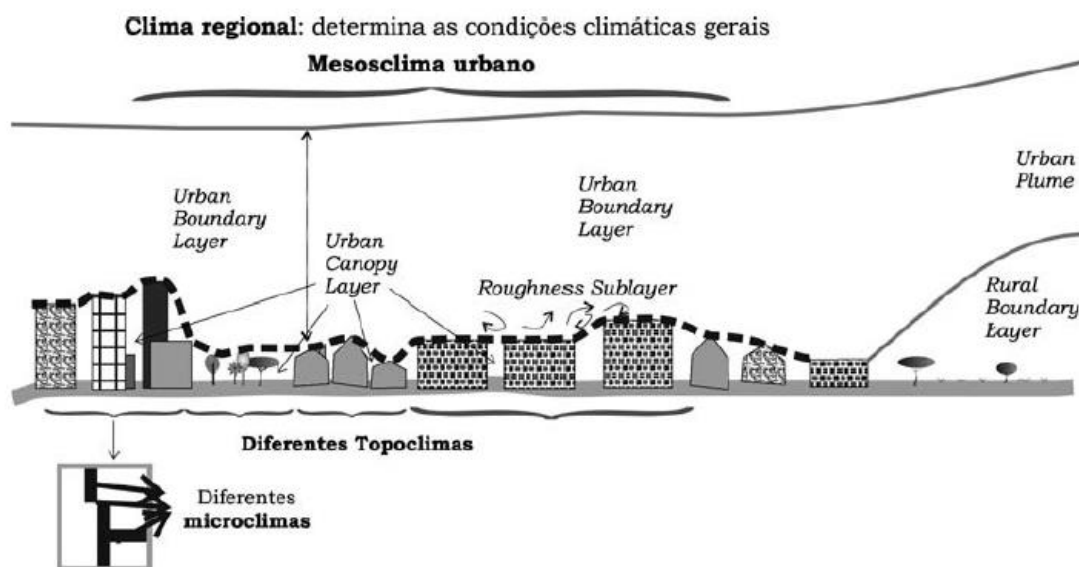 Clima regional: determina as condições climáticas gerais
Mesosclima urbano
Urban
Boundary
Layer
Urban
Canopy
Layer
Urban
Boundary
Layer
Roughness Sublayer
Urban
Plume
Rural
Boundary
Layer
Diferentes Topoclimas
Diferentes
microclimas